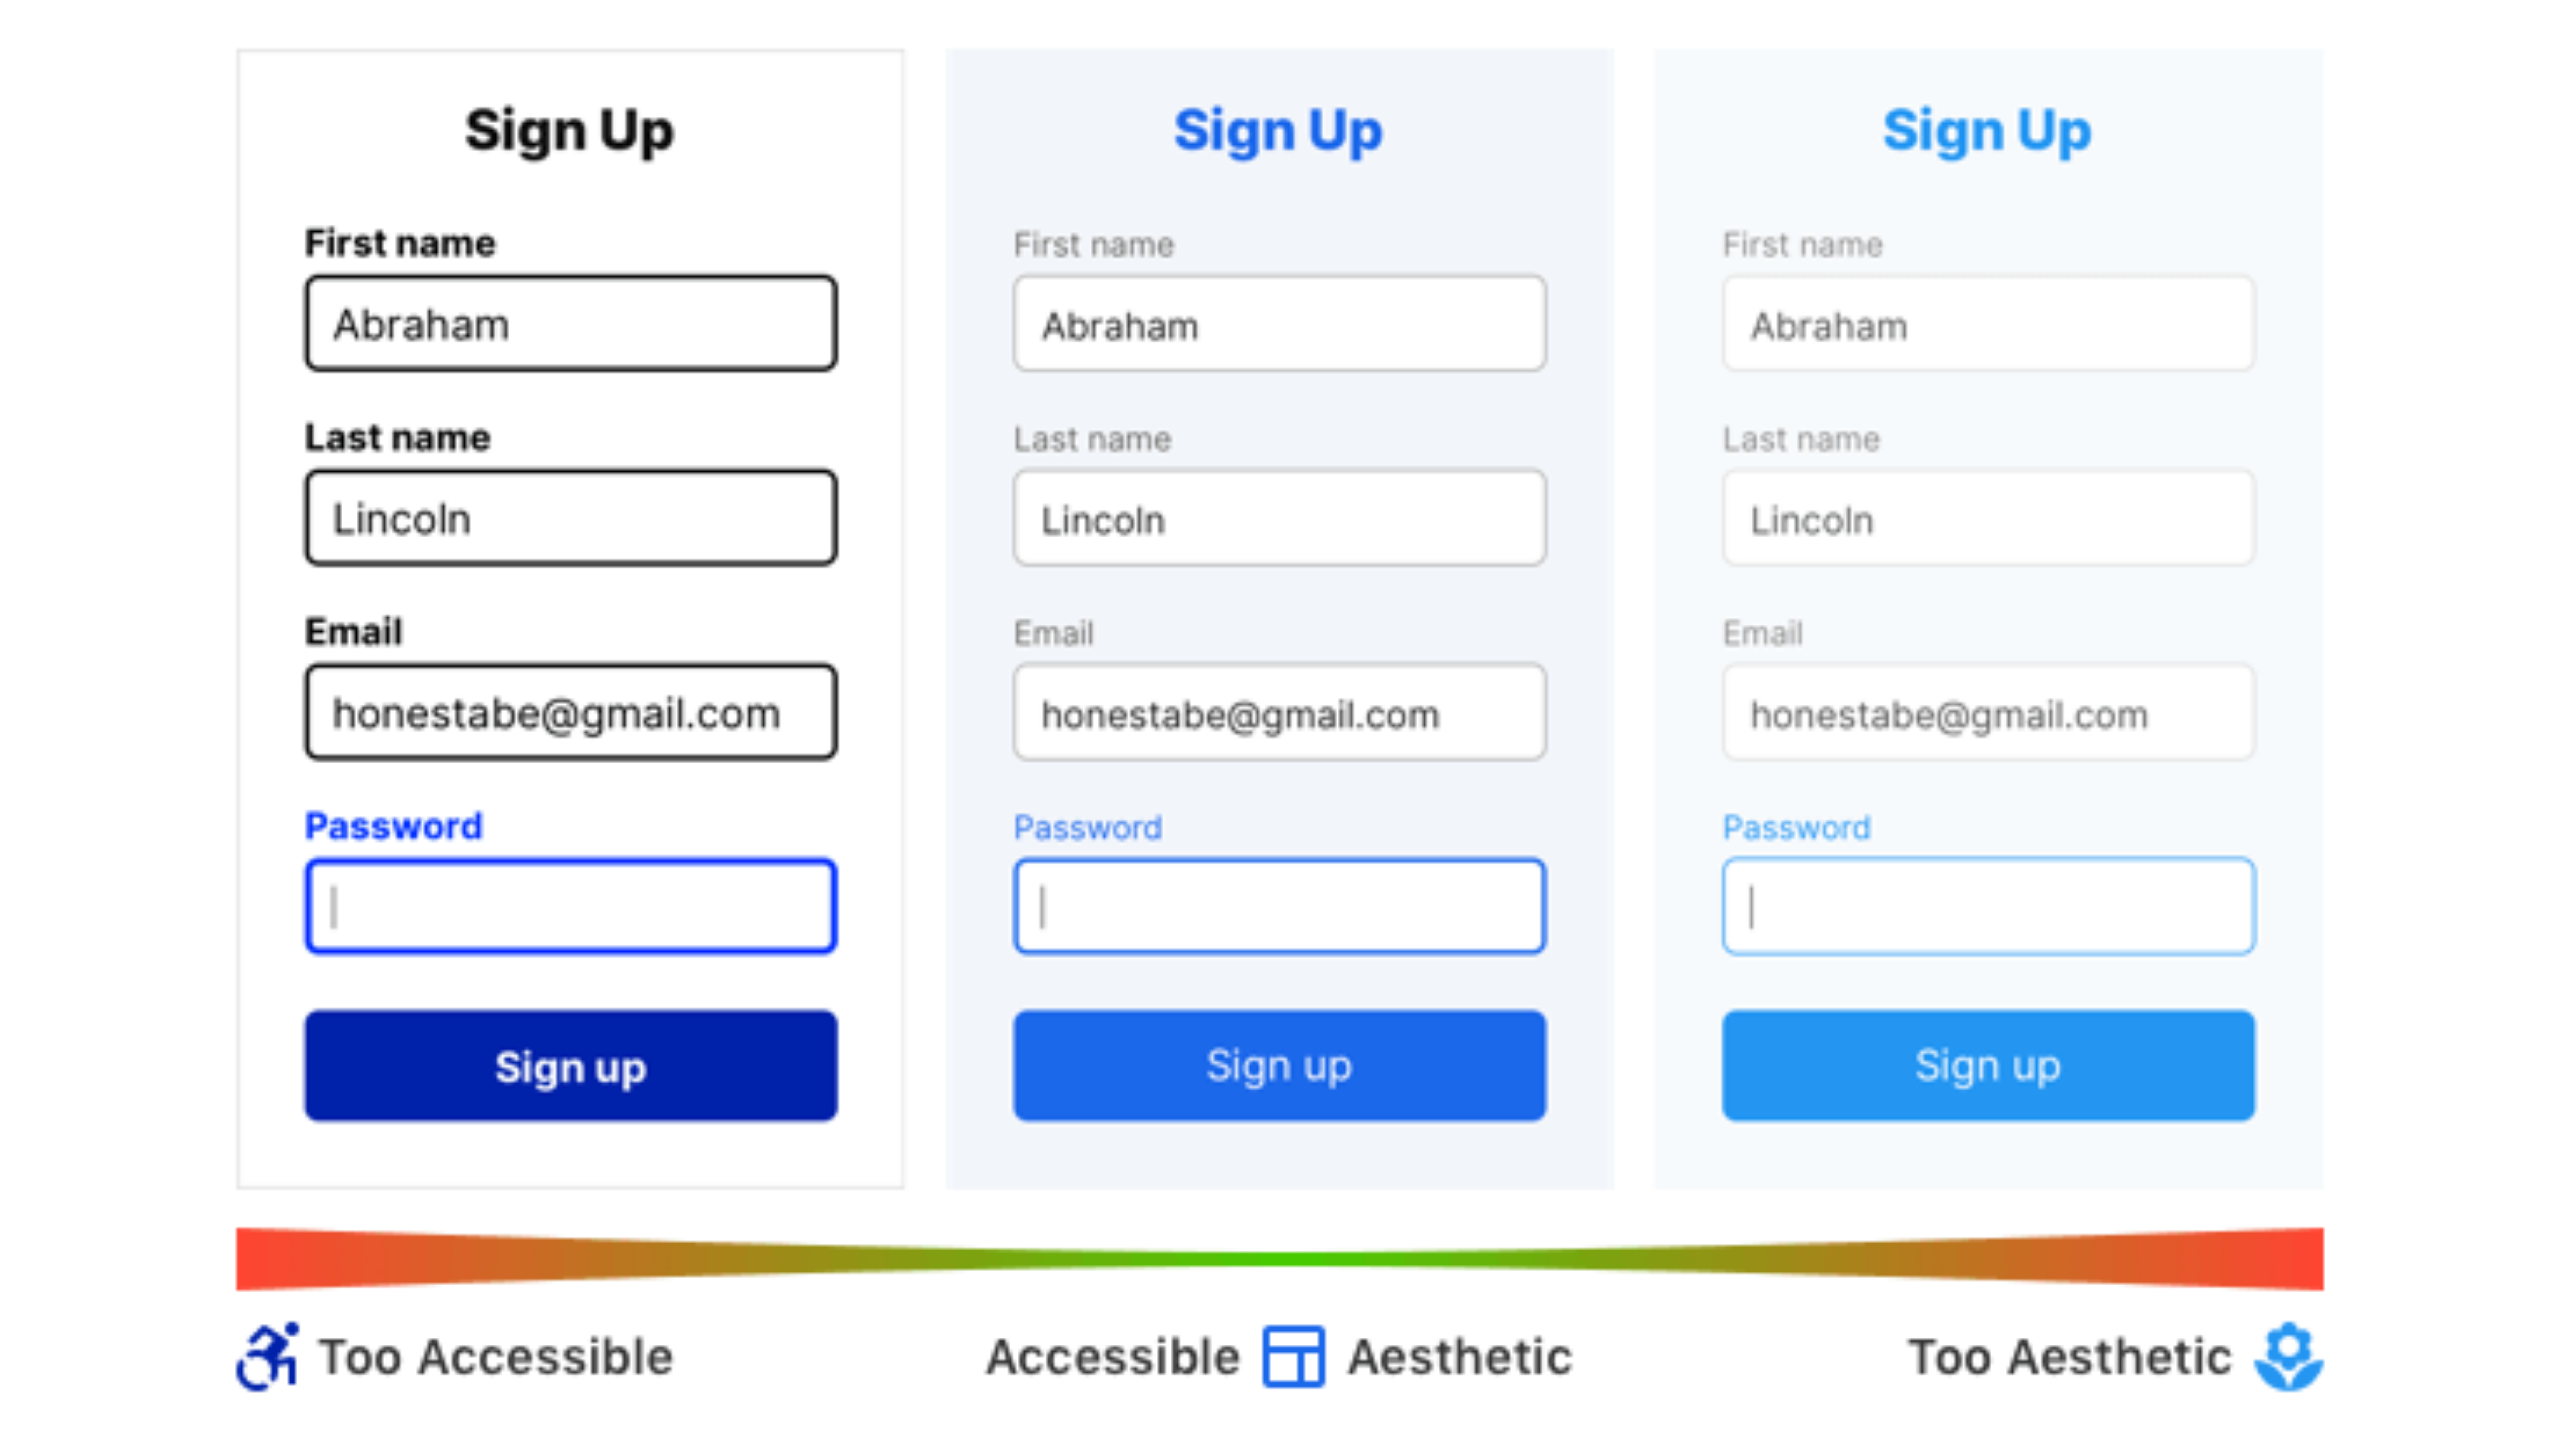 Sign Up
First name
Abraham
Last name
Lincoln
Email
honestabe@gmail.com
Password
Sign up
Sign Up
First name
Abraham
Last name
Lincoln
Email
honestabe@gmail.com
Password
Sign up
Sign Up
First name
Abraham
Last name
Lincoln
Email
honestabe@gmail.com
Password
Sign up
Too Accessible
Accessible Aesthetic
Too Aesthetic